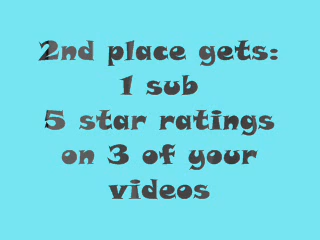 2nd place gets:
1 sub
5 star ratings
on 3 of your
videos